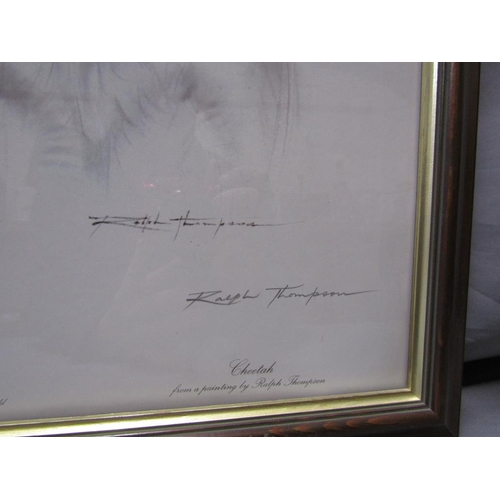 Ralph Thompson
Ralph Thompson
Cheetah
from a painting by Ralph Thompson